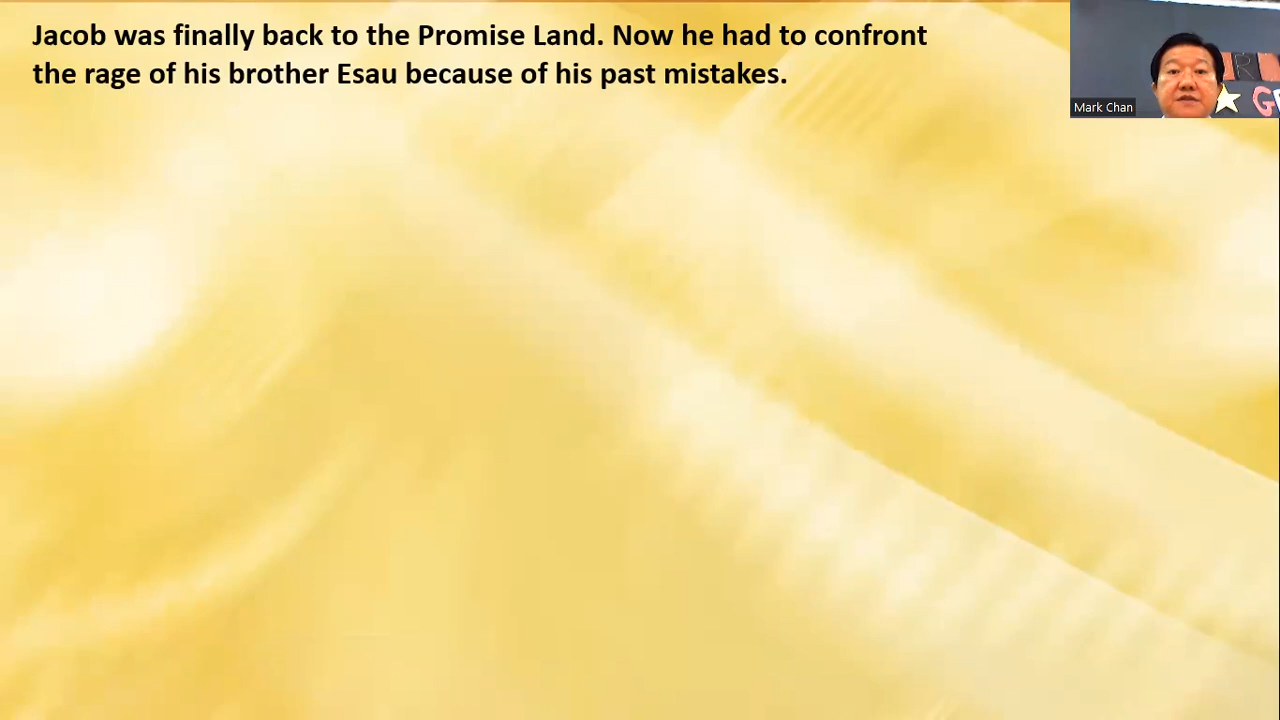 Jacob was finally back to the Promise Land. Now he had to confront
the rage of his brother Esau because of his past mistakes.
Mark Chan